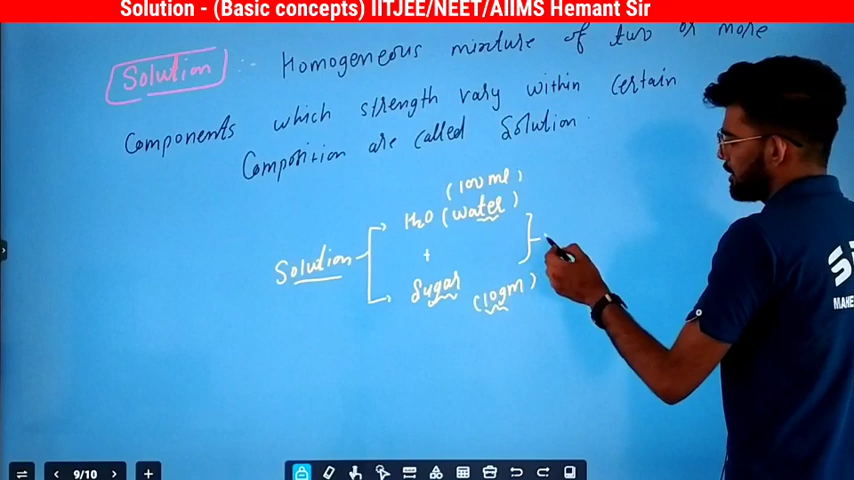 Solution - (Basic concepts) IITJEE/NEET/AIIMS Hemant Sir
Solution :- Homogeneous mixture of two or more
Components which strength vary within certain
Composition are called Solution.
(100 ml)
H2O (water)
Solution
+
Sugar
(10gm)
MAHE
9/10